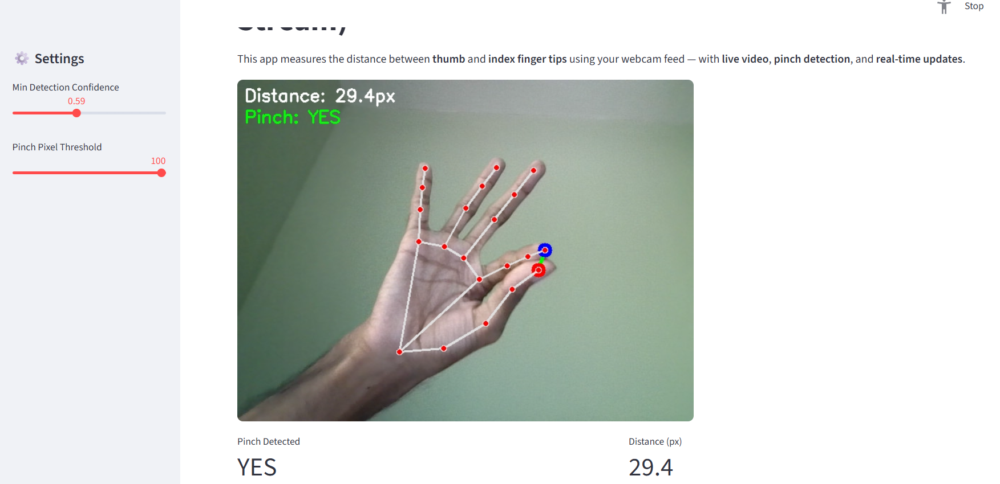 Stop
Settings
Min Detection Confidence
0.59
Pinch Pixel Threshold
100
This app measures the distance between thumb and index finger tips using your webcam feed — with live video, pinch detection, and real-time updates.
Distance: 29.4px
Pinch: YES
Pinch Detected
YES
Distance (px)
29.4